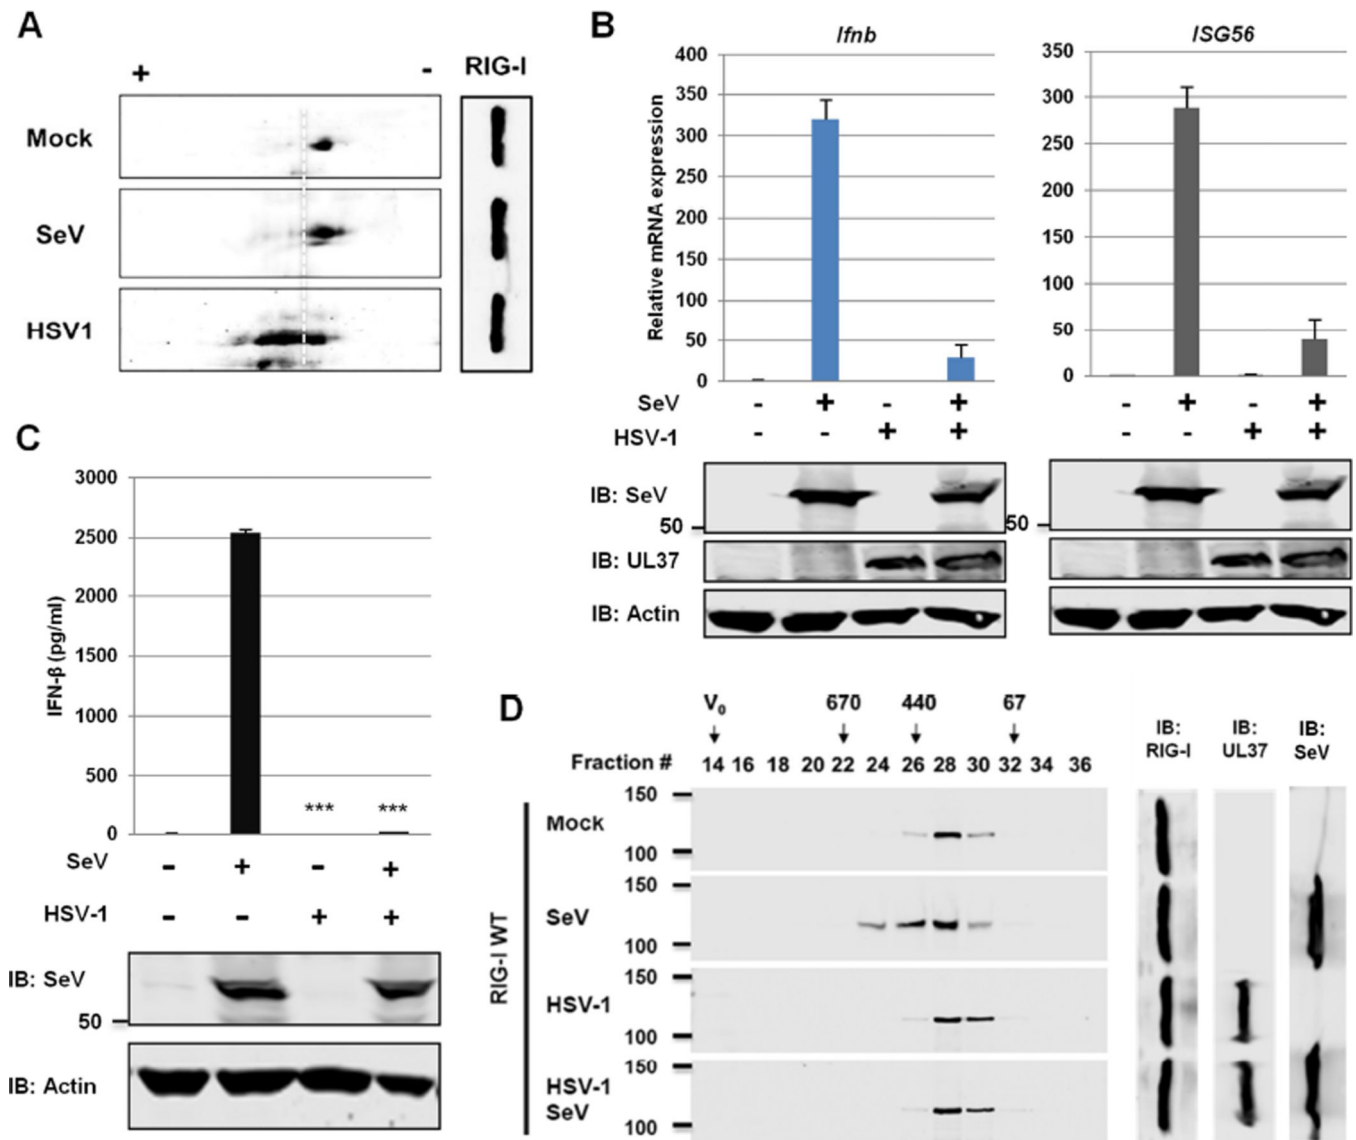 A
+ - RIG-I
Mock
SeV
HSV1
B
Ifnb
400
350
300
250
200
150
100
50
0
Relative mRNA expression
ISG56
350
300
250
200
150
100
50
0
SeV - + - + - + - +
HSV-1 - - + + - - + +
IB: SeV
50
50
IB: UL37
IB: Actin
C
3000
2500
2000
1500
1000
500
0
IFN-β (pg/ml)
*** ***
SeV - + - +
HSV-1 - - + +
IB: SeV
50
IB: Actin
D
V0 670 440 67
Fraction # 14 16 18 20 22 24 26 28 30 32 34 36
IB: RIG-I
IB: UL37
IB: SeV
RIG-I WT
150
Mock
100
150
SeV
100
150
HSV-1
100
150
HSV-1
SeV
100